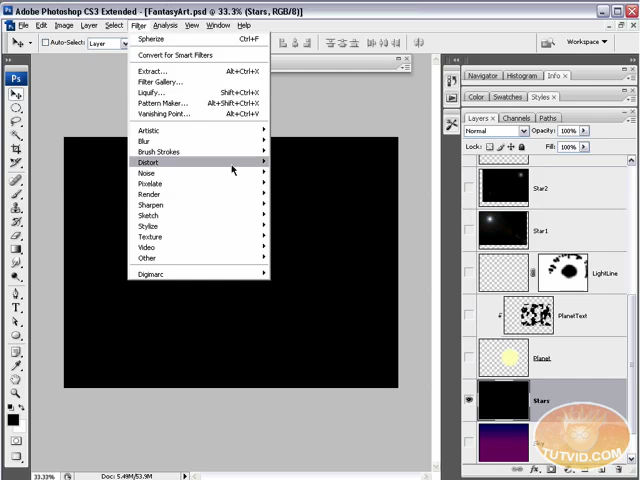 Adobe Photoshop CS3 Extended - [FantasyArt.psd @ 33.3% (Stars, RGB/8)]
File Edit Image Layer Select Filter Analysis View Window Help
Auto-Select: Layer
Workspace
Spherize Ctrl+F
Convert for Smart Filters
Extract... Alt+Ctrl+X
Filter Gallery...
Liquify... Shift+Ctrl+X
Pattern Maker... Alt+Shift+Ctrl+X
Vanishing Point... Alt+Ctrl+V
Artistic
Blur
Brush Strokes
Distort
Noise
Pixelate
Render
Sharpen
Sketch
Stylize
Texture
Video
Other
Digimarc
Ps
Navigator Histogram Info
Color Swatches Styles
Layers Channels Paths
Normal Opacity: 100%
Lock: Fill: 100%
Star2
Star1
LightLine
PlanetText
Planet
Stars
TUTVID.COM
33.33% Doc: 5.49M/53.9M